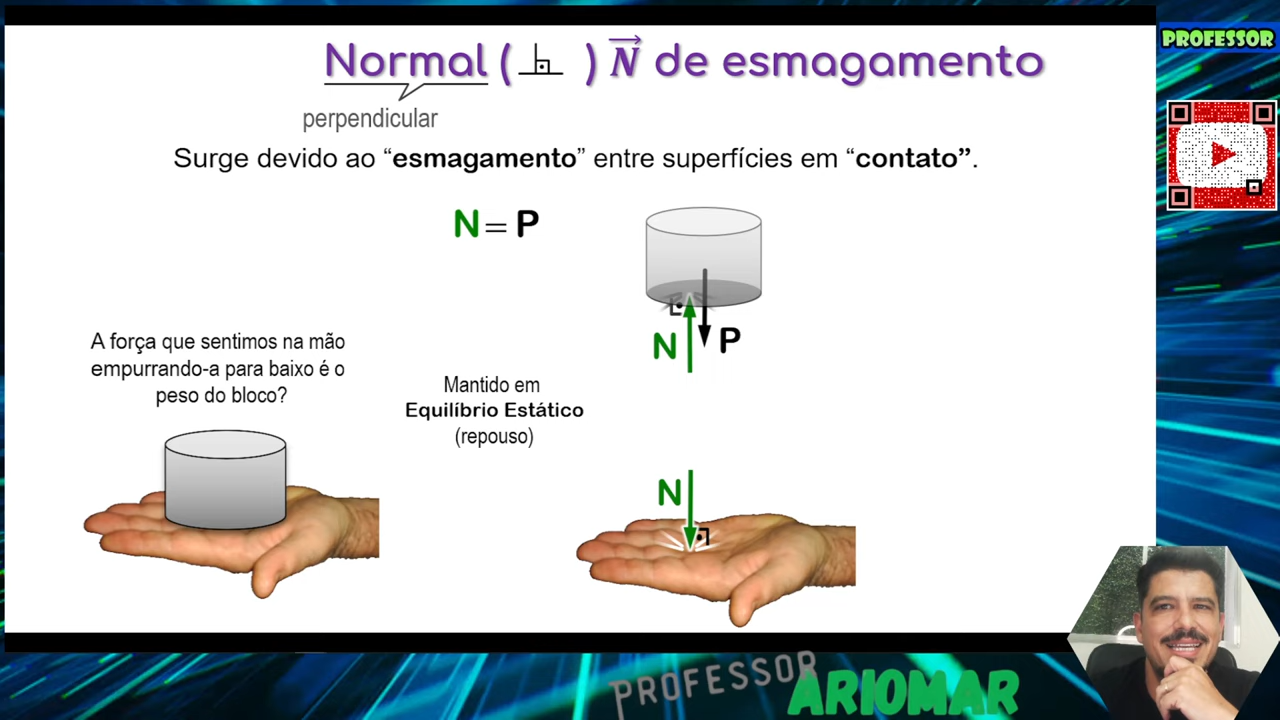 Normal ( ) N de esmagamento
perpendicular
Surge devido ao “esmagamento” entre superfícies em “contato”.
N = P
N
P
A força que sentimos na mão
empurrando-a para baixo é o
peso do bloco?
Mantido em
Equilíbrio Estático
(repouso)
N
PROFESSOR
PROFESSOR
ARIOMAR